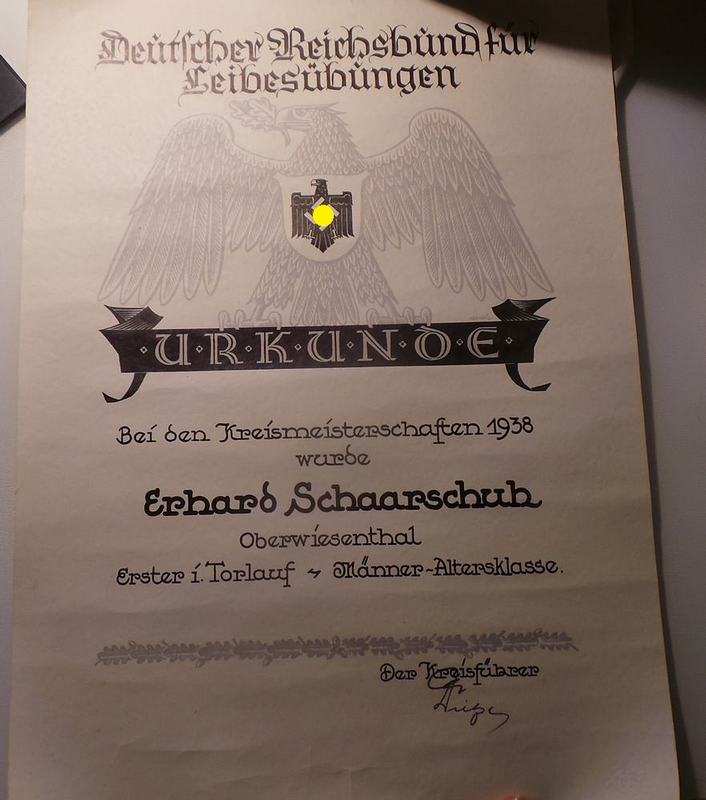 Deutscher Reichsbund für
Leibesübungen
U·R·K·U·N·D·E
Bei den Kreismeisterschaften 1938
wurde
Erhard Schaarschuh
Oberwiesenthal
Erster i. Torlauf ~ Männer-Altersklasse.
Der Kreisführer